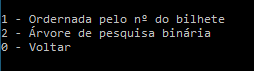 1 - Ordernada pelo nº do bilhete
2 - Árvore de pesquisa binária
0 - Voltar